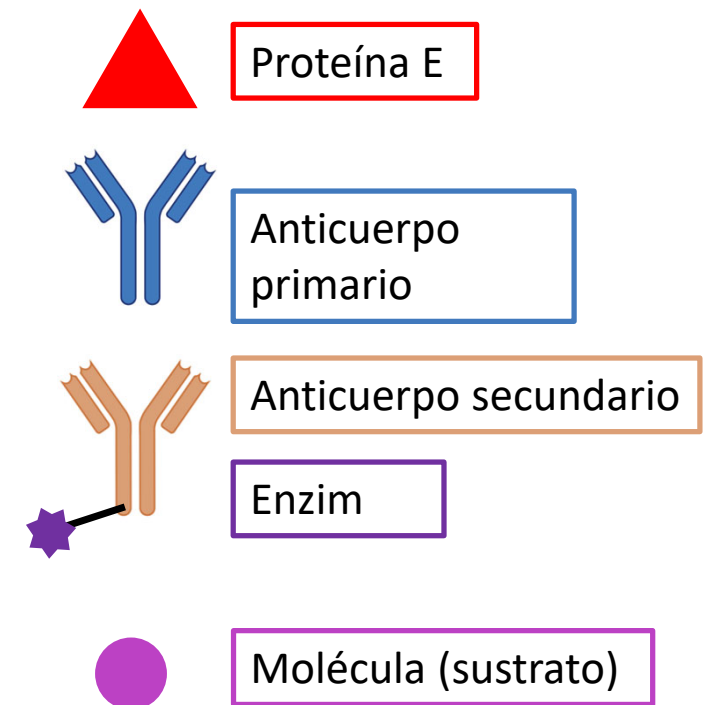 Proteína E
Anticuerpo
primario
Anticuerpo secundario
Enzim
Molécula (sustrato)